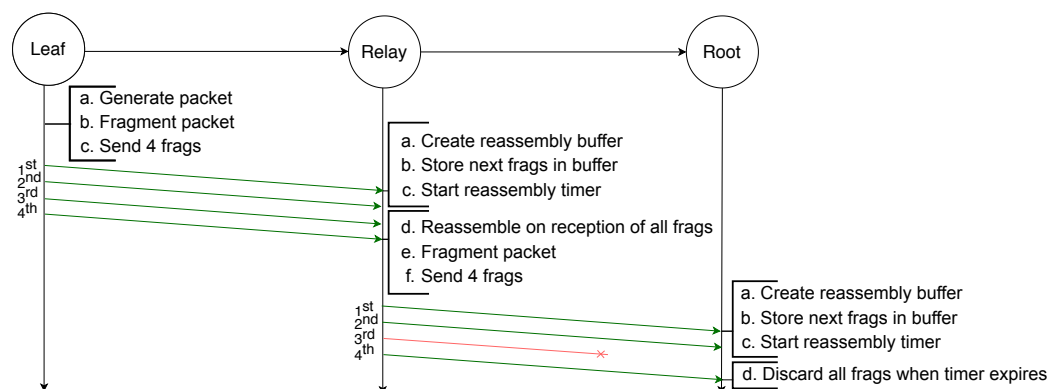 Leaf
Relay
Root
a. Generate packet
b. Fragment packet
c. Send 4 frags
1st
2nd
3rd
4th
a. Create reassembly buffer
b. Store next frags in buffer
c. Start reassembly timer
d. Reassemble on reception of all frags
e. Fragment packet
f. Send 4 frags
1st
2nd
3rd
4th
a. Create reassembly buffer
b. Store next frags in buffer
c. Start reassembly timer
d. Discard all frags when timer expires